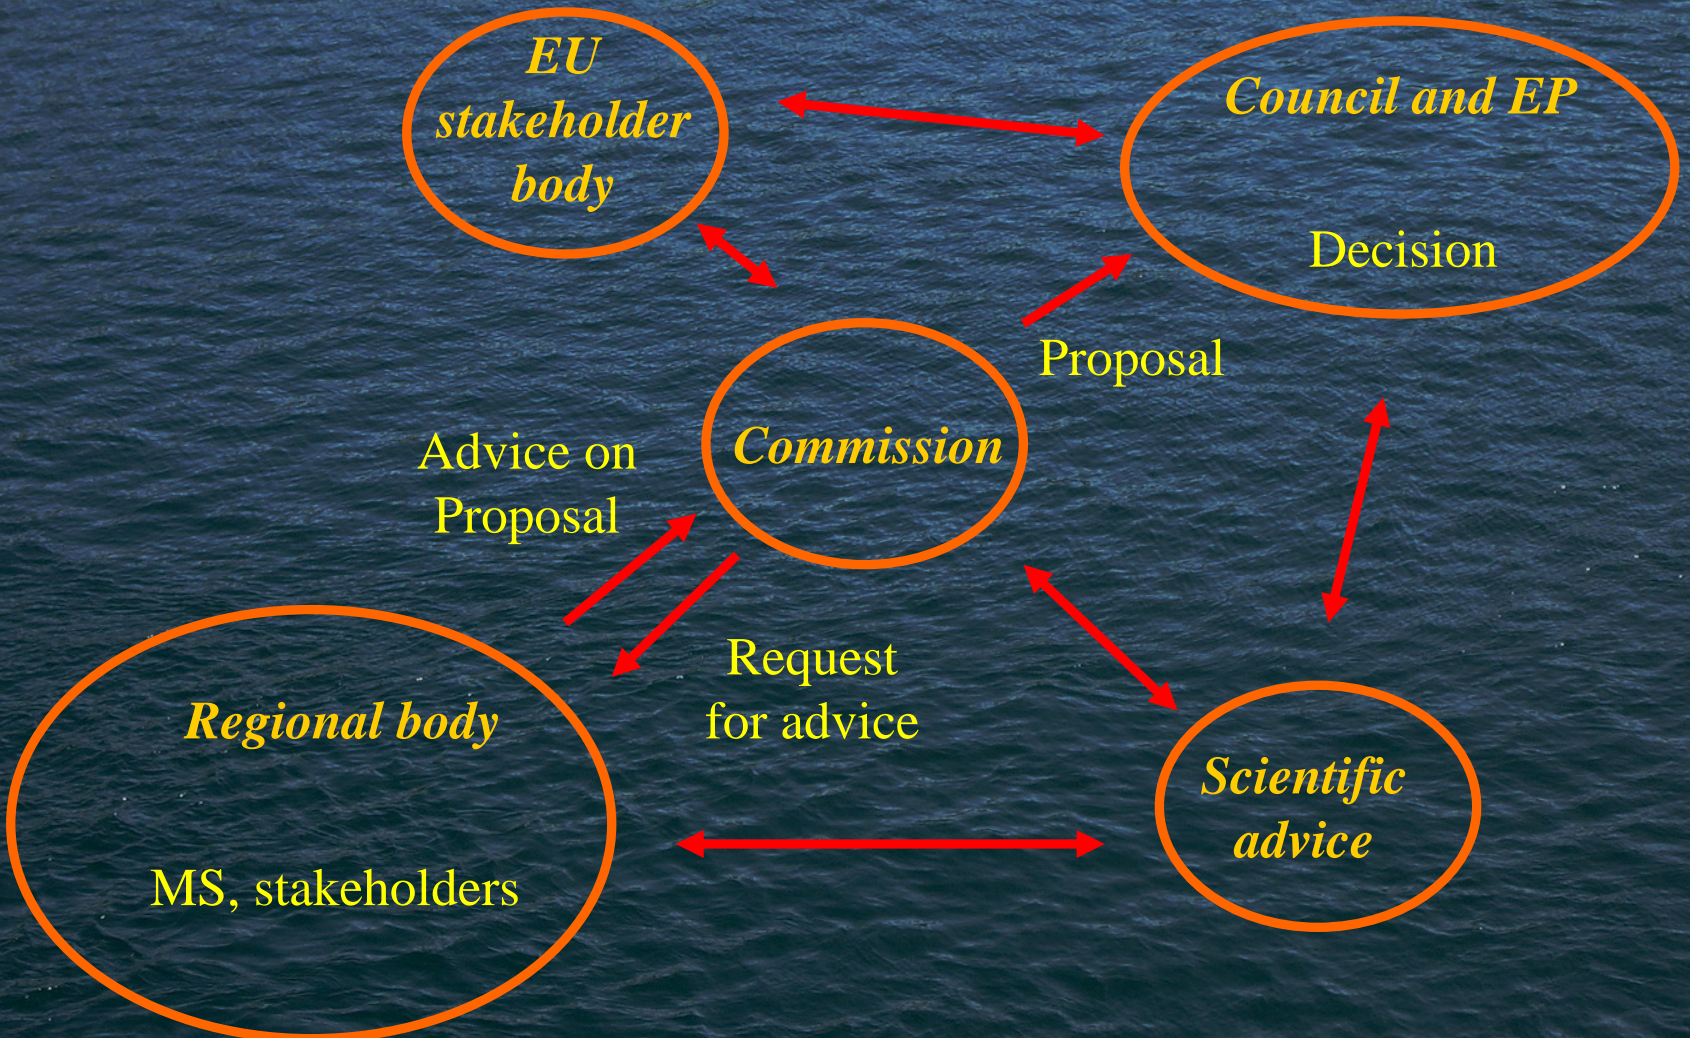 EU
stakeholder
body
Council and EP
Decision
Proposal
Commission
Advice on
Proposal
Request
for advice
Regional body
MS, stakeholders
Scientific
advice